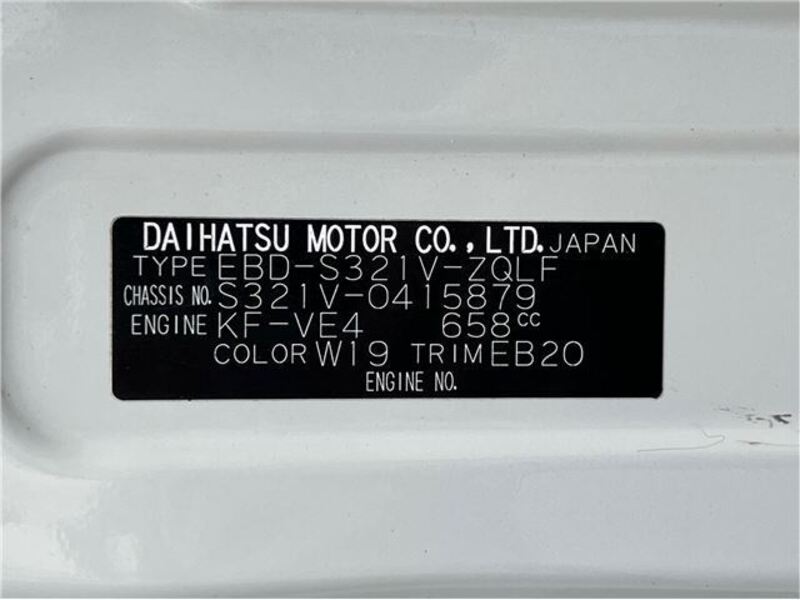 DAIHATSU MOTOR CO., LTD. JAPAN
TYPE EBD-S321V-ZQLF
CHASSIS NO. S321V-0415879
ENGINE KF-VE4 658cc
COLOR W19 TRIM EB20
ENGINE NO.